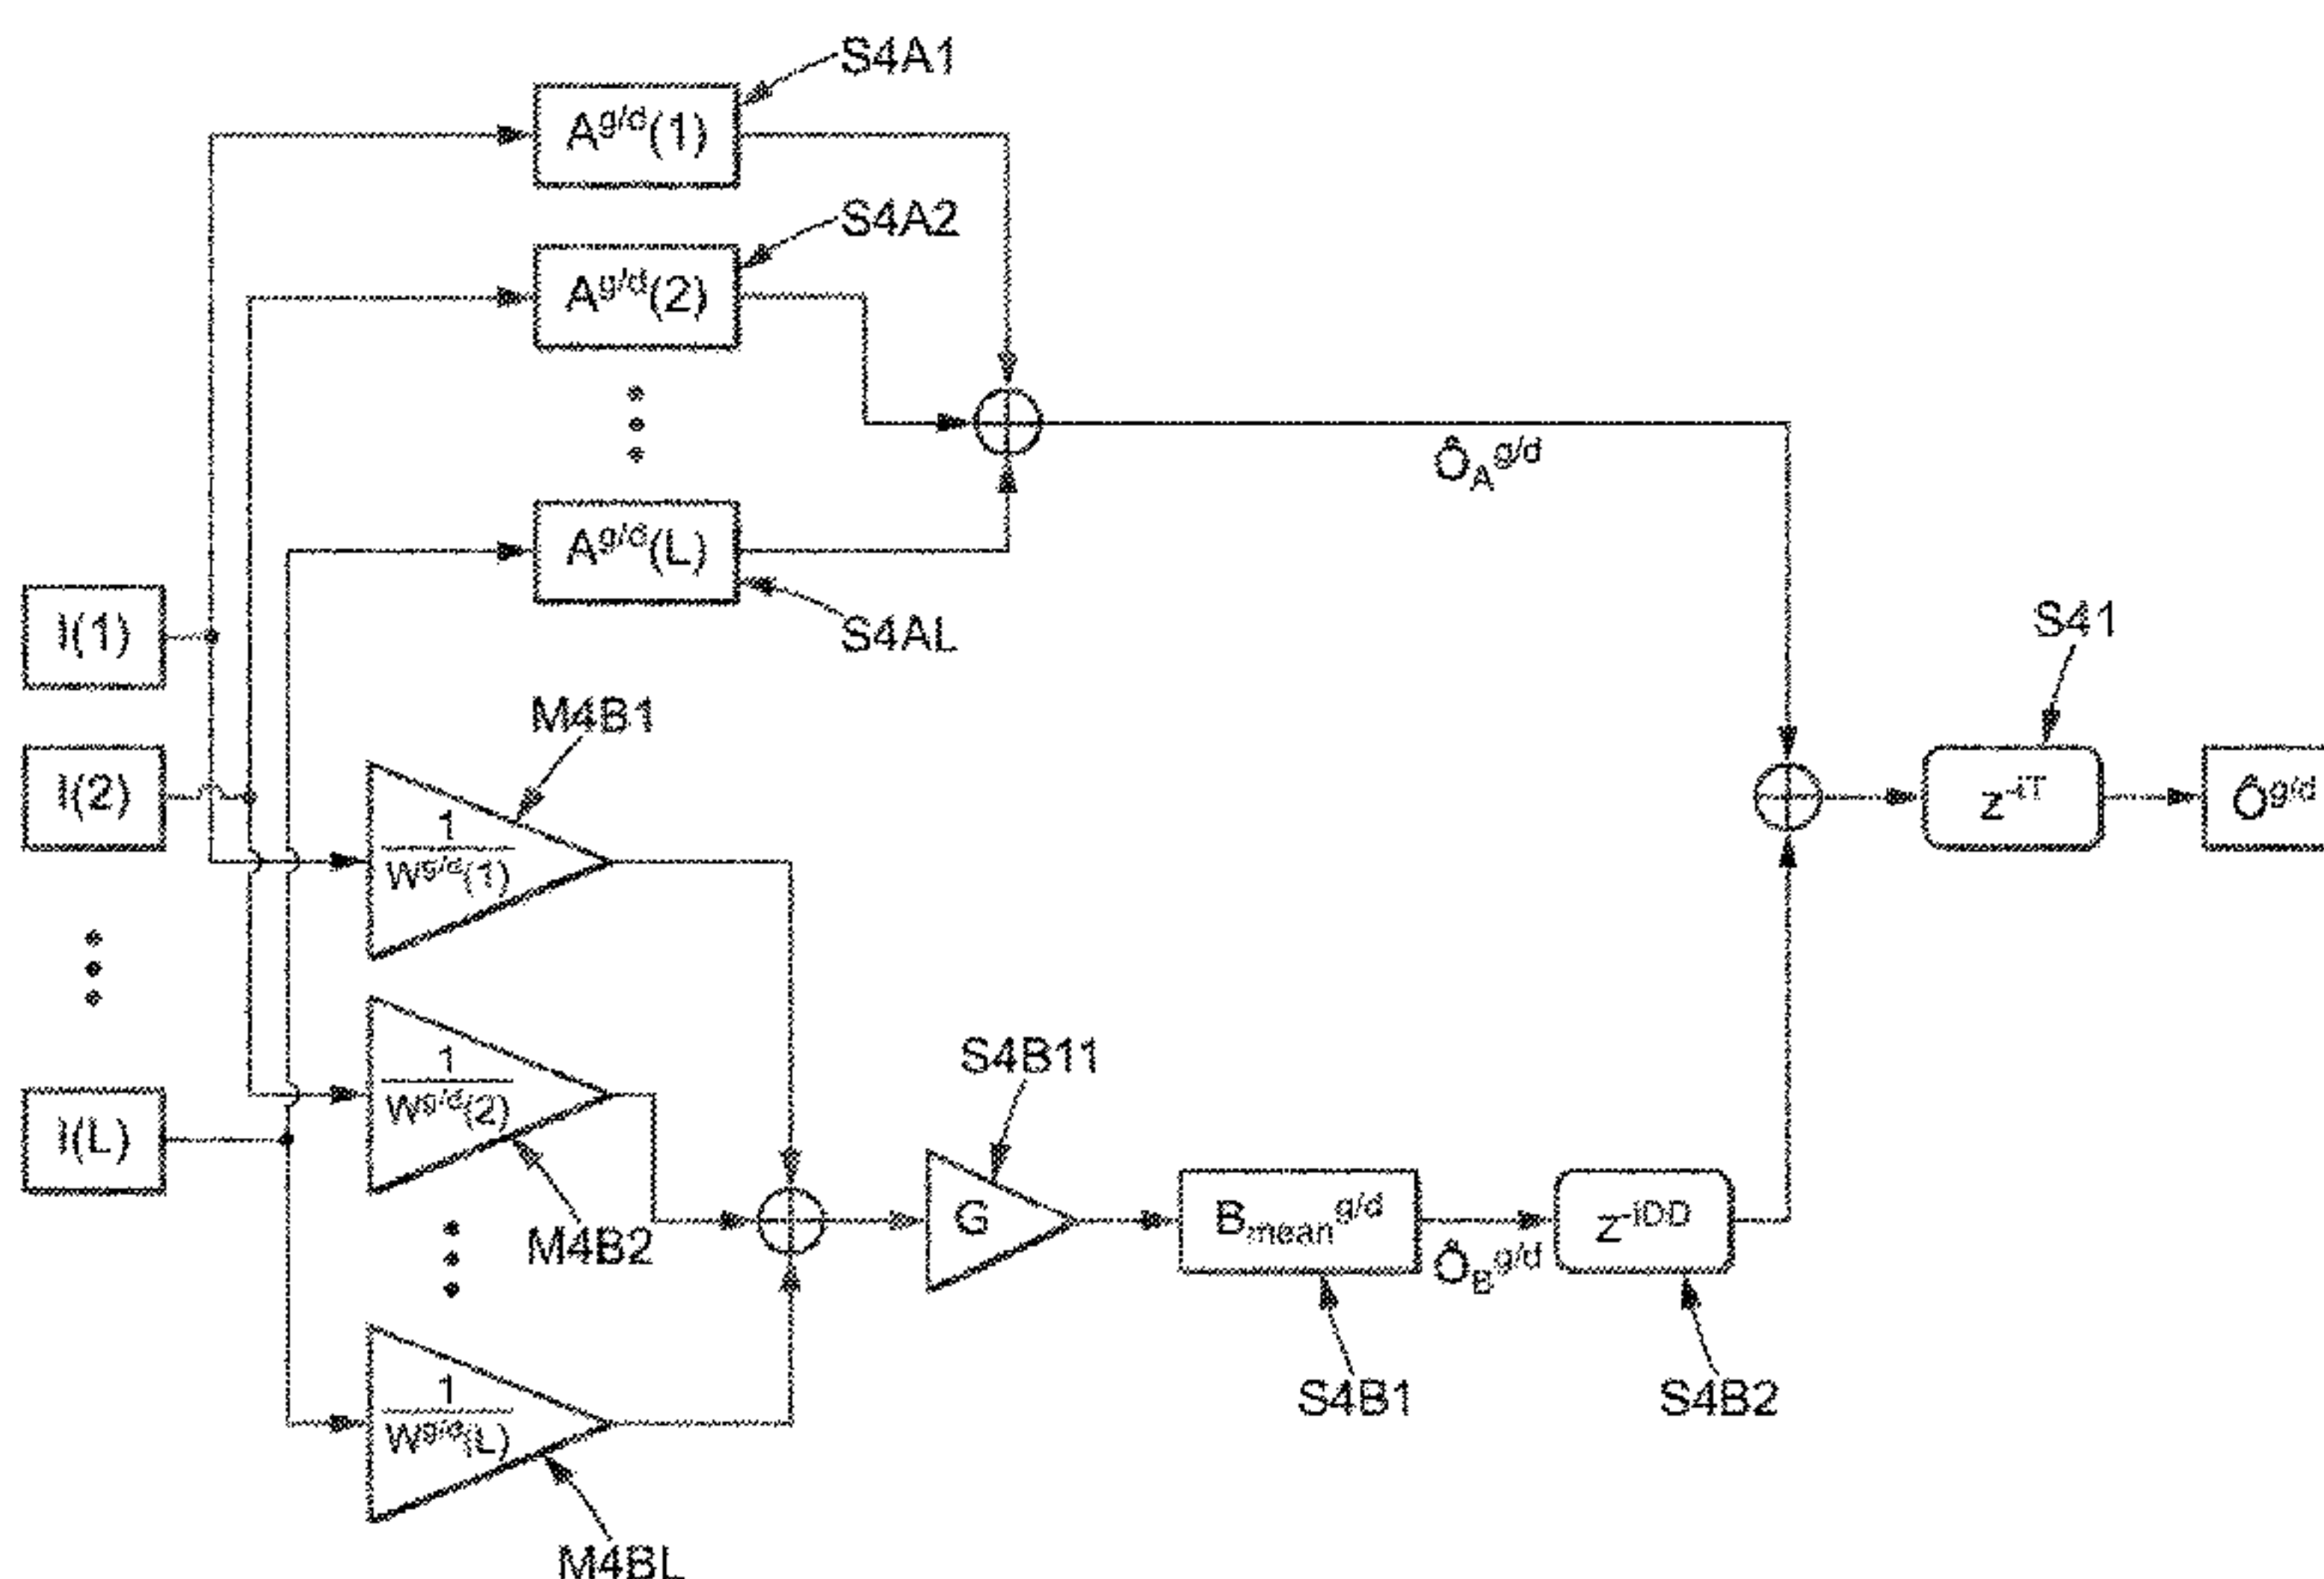 S4A1
A^g/d(1)
S4A2
A^g/d(2)
Ô_A^g/d
A^g/d(L)
S4AL
I(1)
S41
M4B1
I(2)
1
W^g/d(1)
z^-iT
Ô^g/d
1
W^g/d(2)
M4B2
I(L)
S4B11
G
B_mean^g/d
Ô_B^g/d
z^-iDD
S4B1
S4B2
1
W^g/d(L)
M4BL